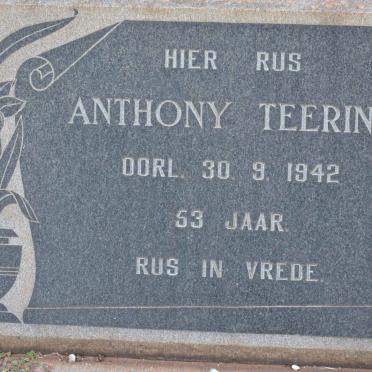 HIER RUS
ANTHONY TEERIN
OORL. 30. 9. 1942
53 JAAR.
RUS IN VREDE.